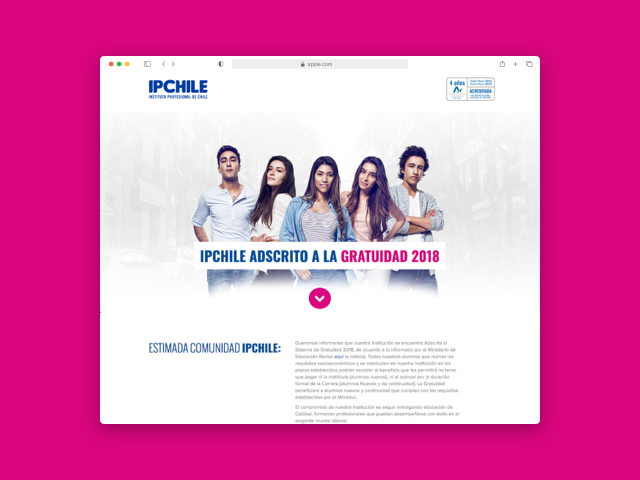 apple.com
IPCHILE
INSTITUTO PROFESIONAL DE CHILE
4 años
ACREDITADA
IPCHILE ADSCRITO A LA GRATUIDAD 2018
ESTIMADA COMUNIDAD IPCHILE:
Queremos informarles que nuestra Institución se encuentra Adscrita al
Sistema de Gratuidad 2018, de acuerdo a lo informado por el Ministerio de
Educación Revise aquí la noticia). Todos nuestros alumnos que reúnan los
requisitos socioeconómicos y se matriculen en nuestra Institución en los
plazos establecidos podrán acceder al beneficio que les permitirá no tener
que pagar ni la matrícula (alumnos nuevos), ni el arancel por la duración
formal de la Carrera (alumnos Nuevos y de continuidad). La Gratuidad
beneficiará a alumnos nuevos y continuidad que cumplan con los requisitos
establecidos por el Mineduc.
El compromiso de nuestra Institución es seguir entregando educación de
Calidad, formando profesionales que puedan desempeñarse con éxito en el
exigente mundo laboral.